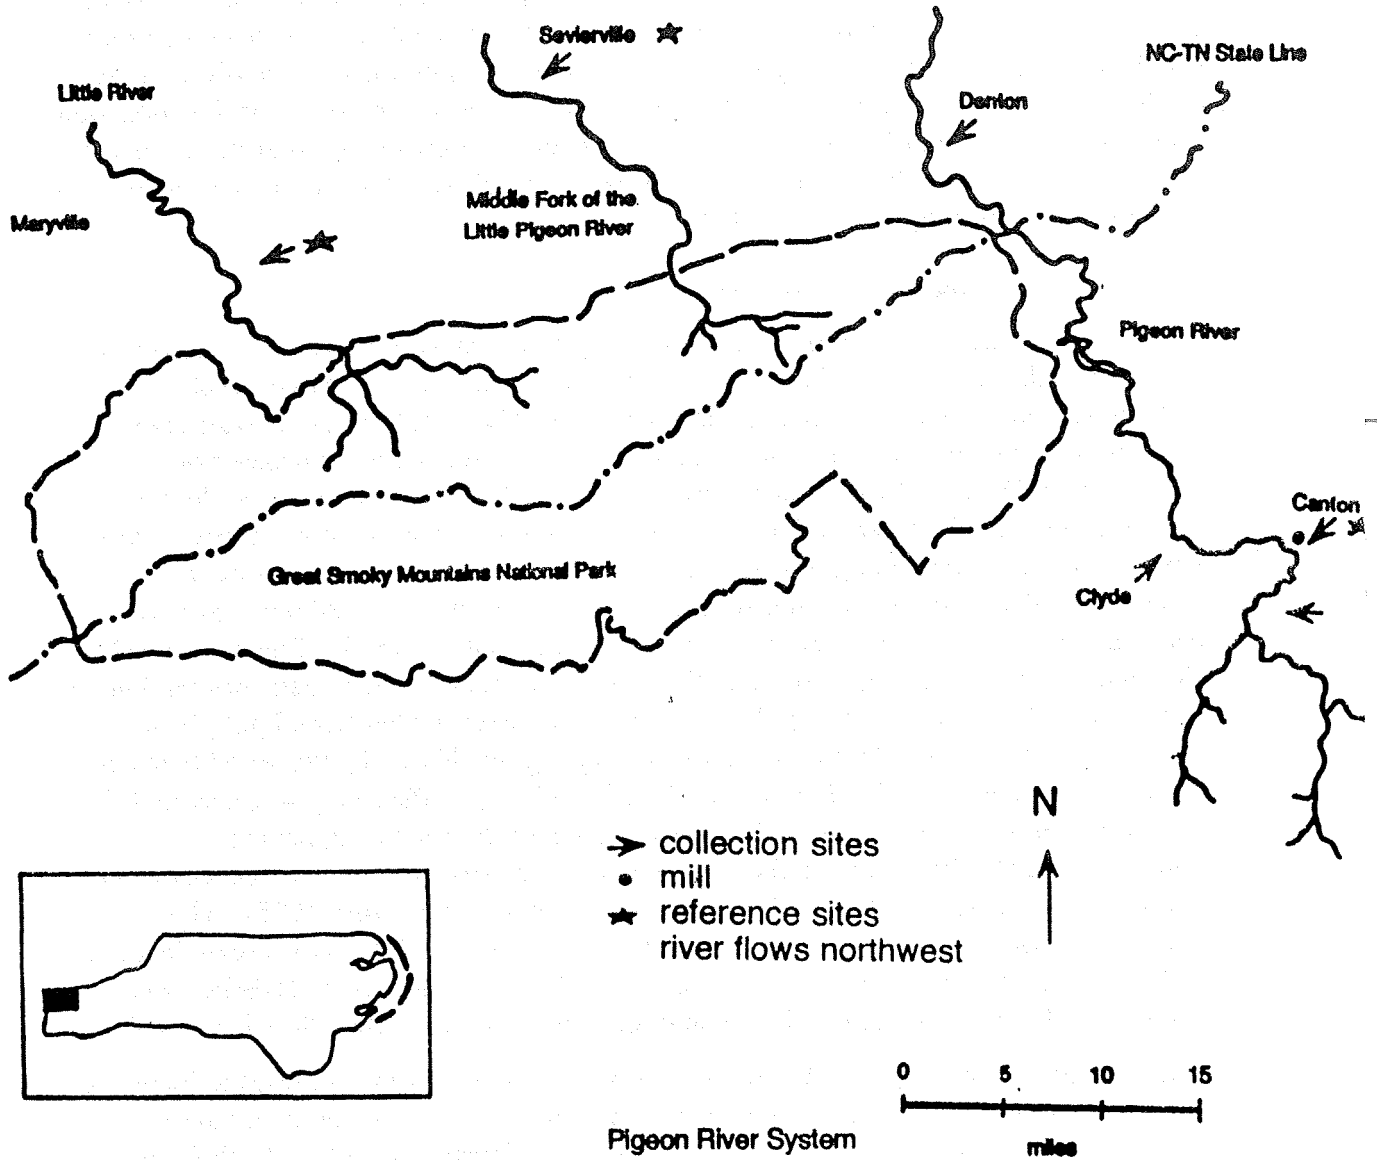 Sevierville
NC-TN State Line
Little River
Denton
Middle Fork of the
Little Pigeon River
Maryville
Pigeon River
Canton
Great Smoky Mountains National Park
Clyde
N
collection sites
mill
reference sites
river flows northwest
0 5 10 15
miles
Pigeon River System